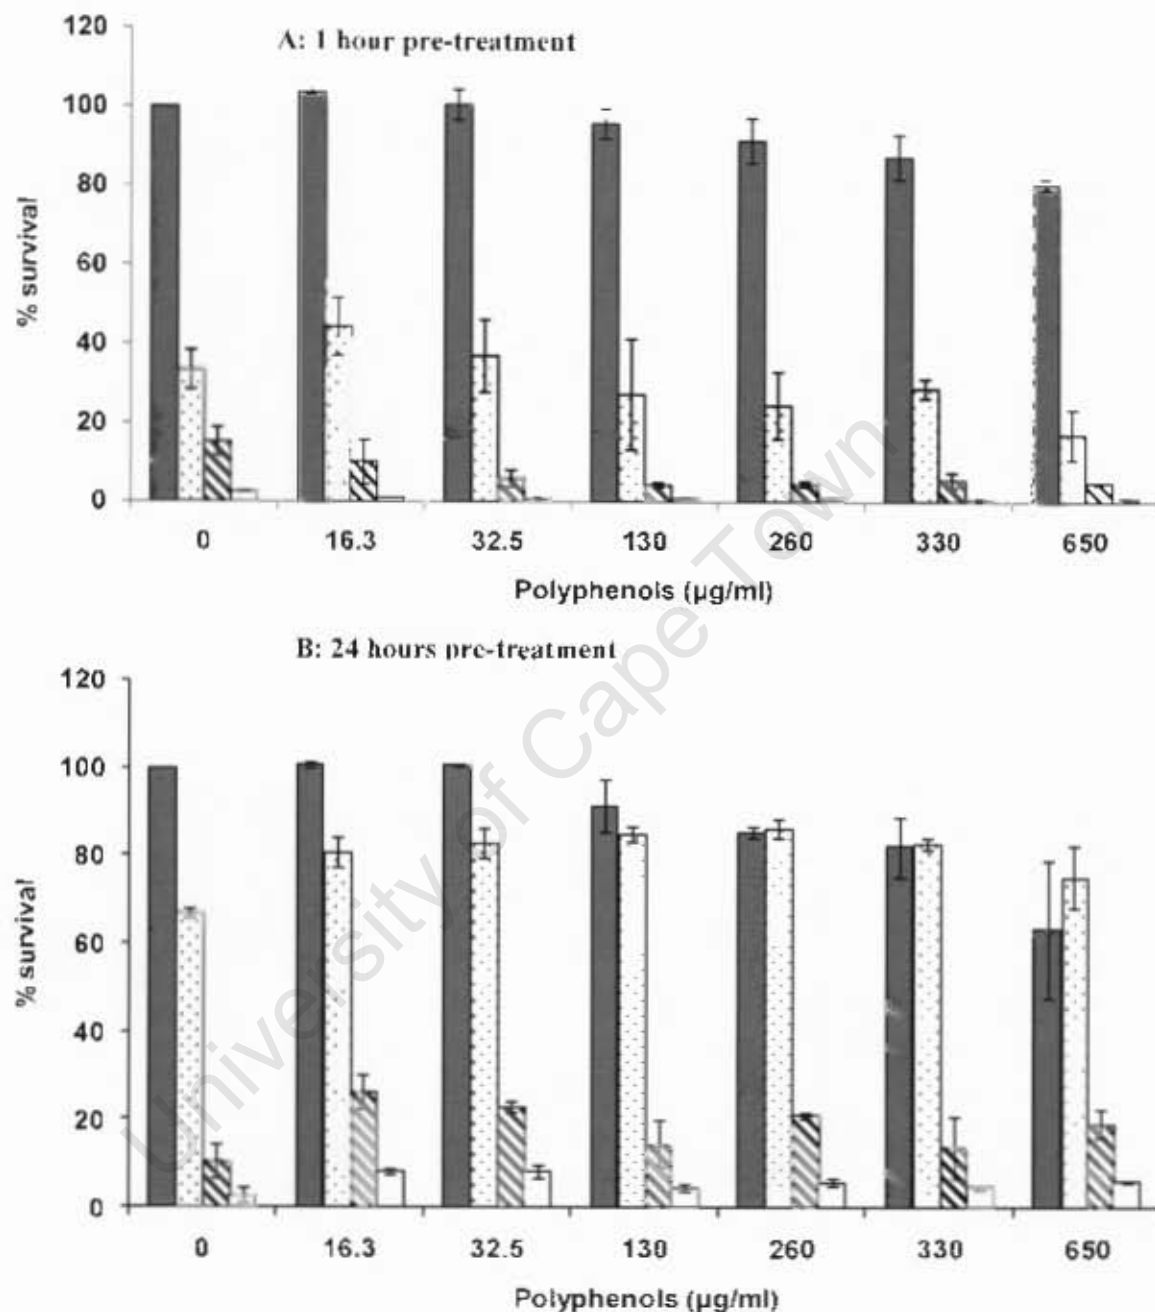 A: 1 hour pre-treatment
120
100
80
60
40
20
0
% survival
0 16.3 32.5 130 260 330 650
Polyphenols (µg/ml)
B: 24 hours pre-treatment
120
100
80
60
40
20
0
% survival
0 16.3 32.5 130 260 330 650
Polyphenols (µg/ml)
University of Cape Town